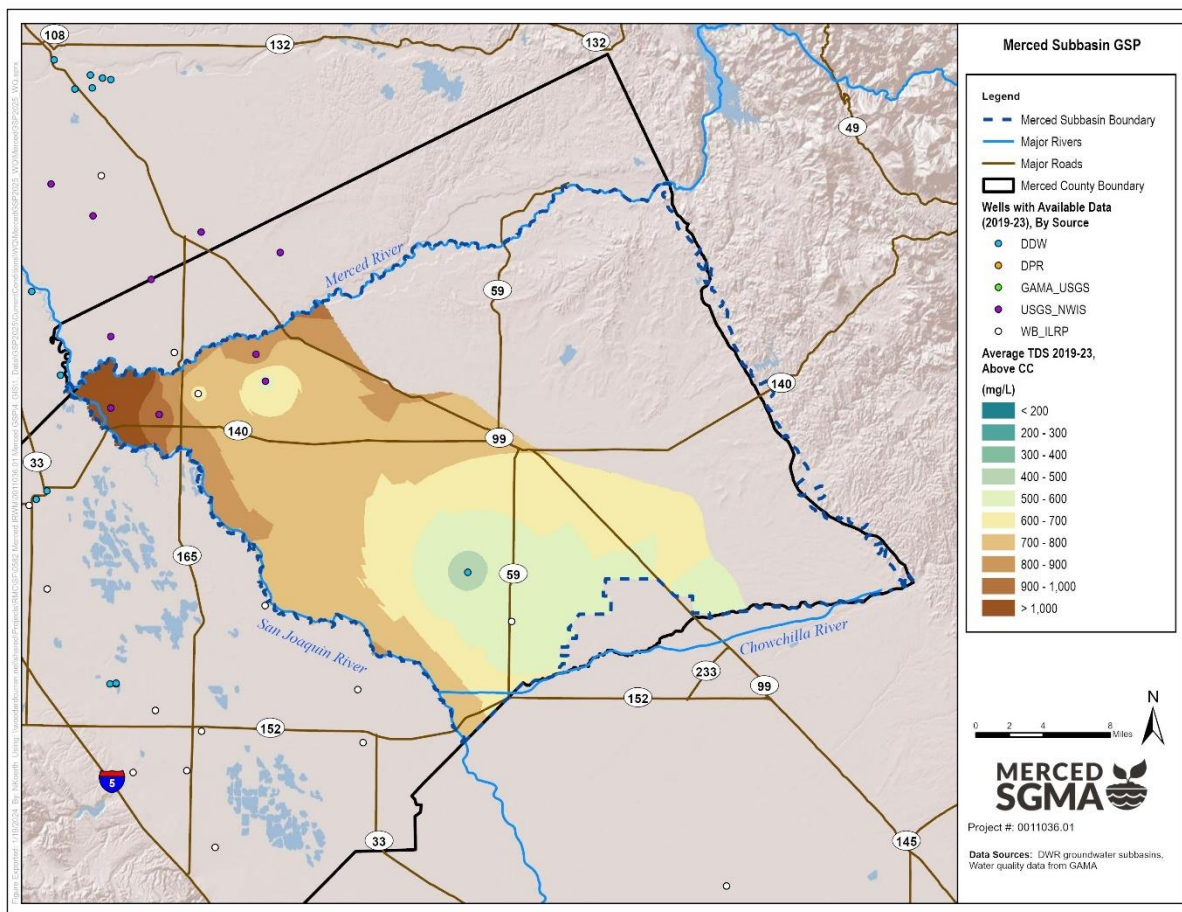 108
132
132
49
Merced River
59
140
140
99
33
165
59
San Joaquin River
Chowchilla River
233
152
99
152
5
33
145
Merced Subbasin GSP
Legend
Merced Subbasin Boundary
Major Rivers
Major Roads
Merced County Boundary
Wells with Available Data
(2019-23), By Source
DDW
DPR
GAMA_USGS
USGS_NWIS
WB_ILRP
Average TDS 2019-23,
Above CC
(mg/L)
< 200
200 - 300
300 - 400
400 - 500
500 - 600
600 - 700
700 - 800
800 - 900
900 - 1,000
> 1,000
N
0 2 4 8
Miles
MERCED
SGMA
Project #: 0011036.01
Data Sources: DWR groundwater subbasins,
Water quality data from GAMA